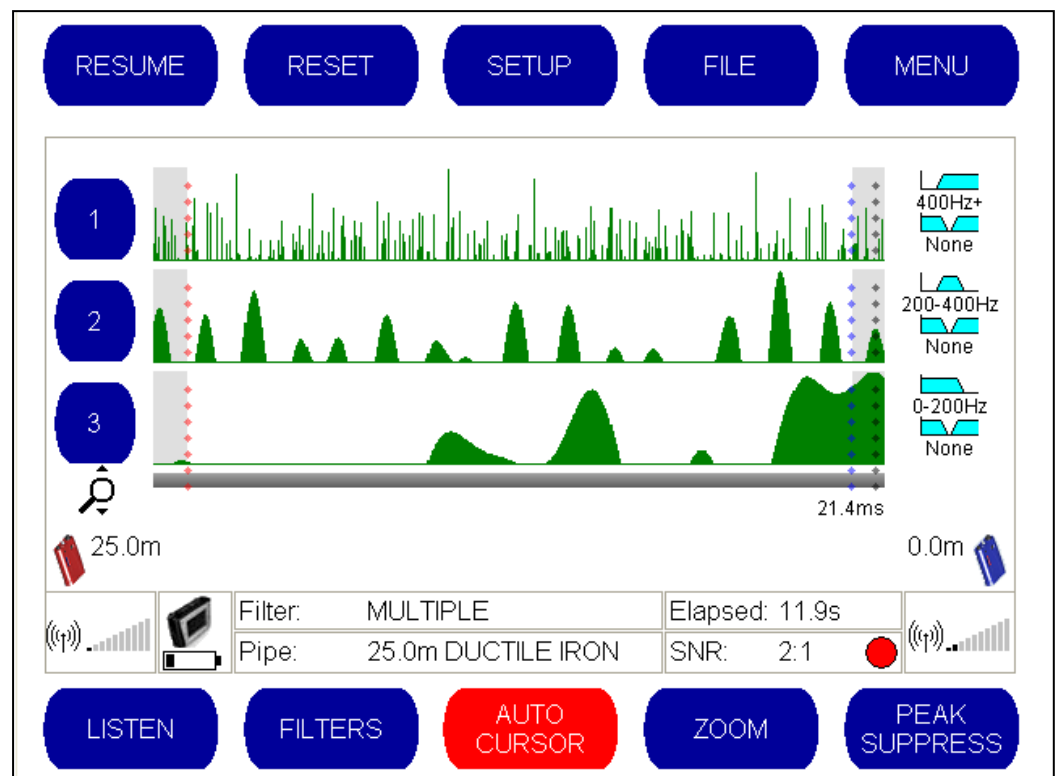 RESUME
RESET
SETUP
FILE
MENU
1
400Hz+
None
2
200-400Hz
None
3
0-200Hz
None
21.4ms
25.0m
0.0m
Filter: MULTIPLE
Elapsed: 11.9s
Pipe: 25.0m DUCTILE IRON
SNR: 2:1
LISTEN
FILTERS
AUTO
CURSOR
ZOOM
PEAK
SUPPRESS